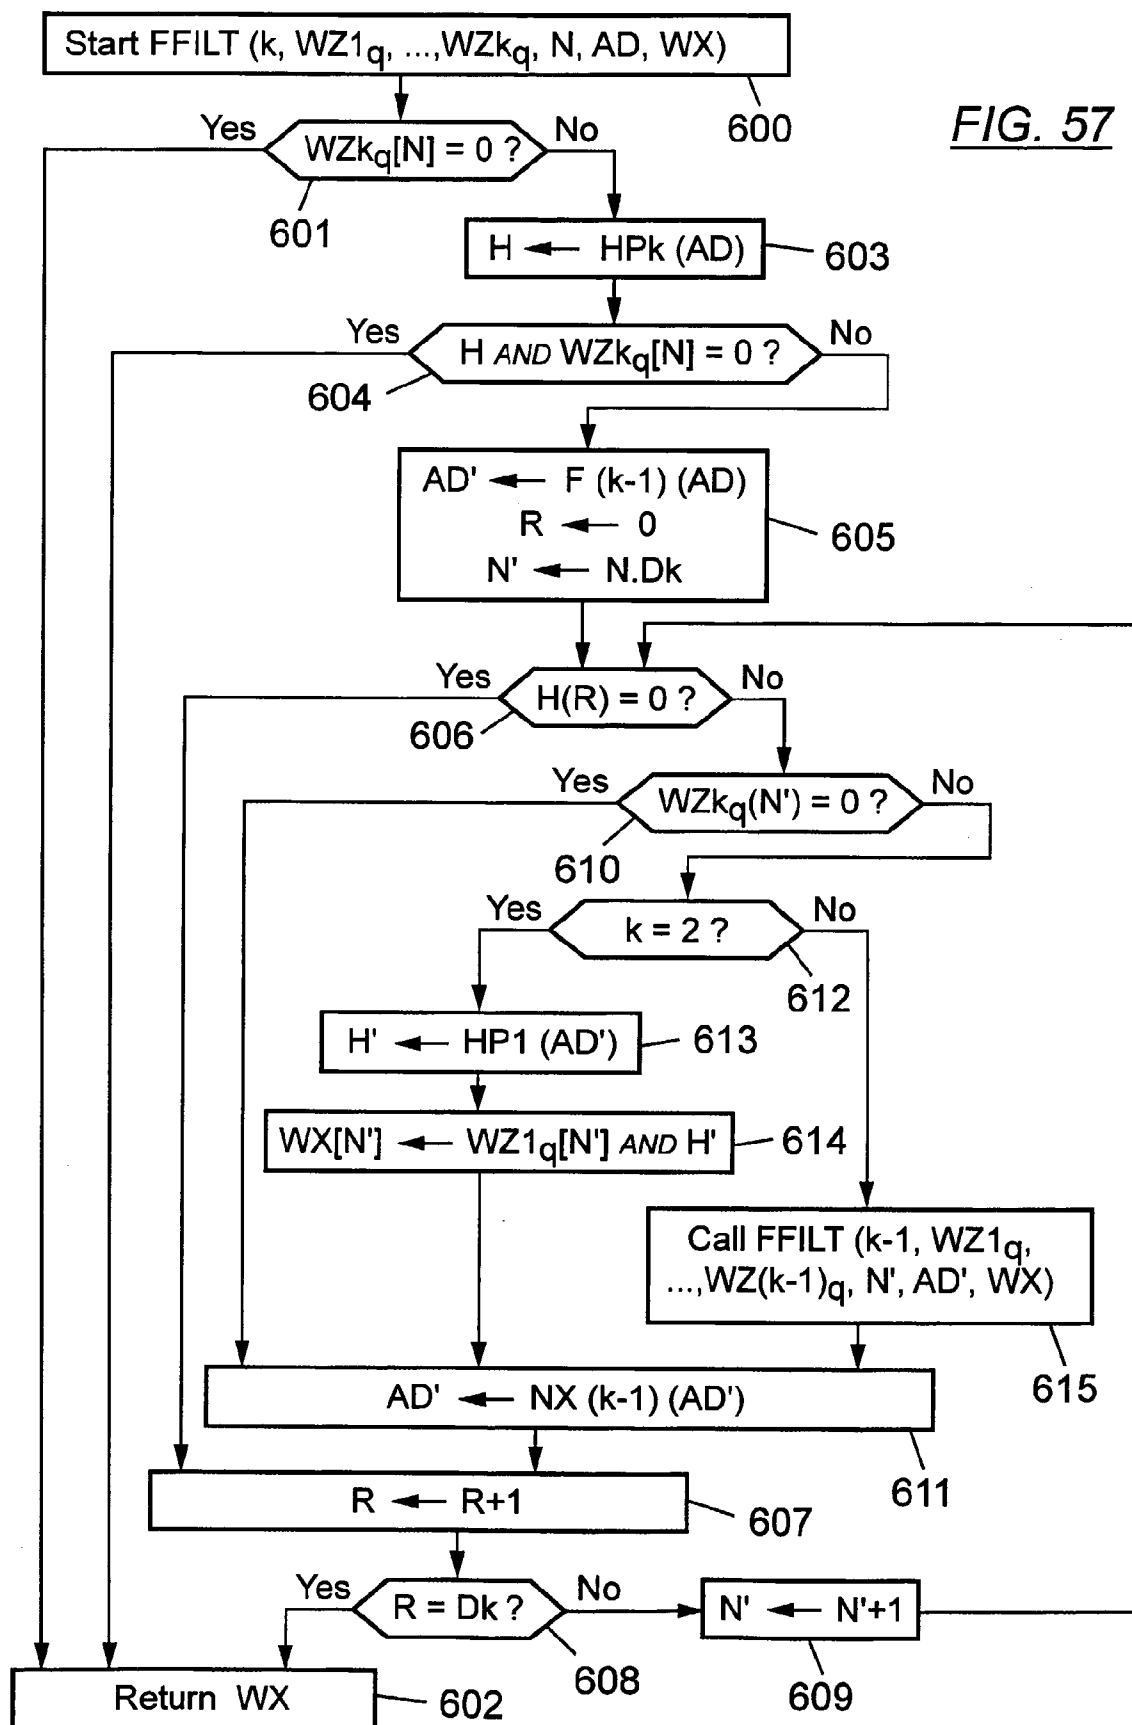 Start FFILT (k, WZ1q, ...,WZkq, N, AD, WX)
600
FIG. 57
Yes
WZkq[N] = 0 ?
No
601
H ← HPk (AD)
603
Yes
H AND WZkq[N] = 0 ?
No
604
AD' ← F (k-1) (AD)
R ← 0
N' ← N.Dk
605
Yes
H(R) = 0 ?
No
606
Yes
WZkq(N') = 0 ?
No
610
Yes
k = 2 ?
No
612
H' ← HP1 (AD')
613
WX[N'] ← WZ1q[N'] AND H'
614
Call FFILT (k-1, WZ1q,
...,WZ(k-1)q, N', AD', WX)
615
AD' ← NX (k-1) (AD')
611
R ← R+1
607
Yes
R = Dk ?
No
608
N' ← N'+1
609
Return WX
602